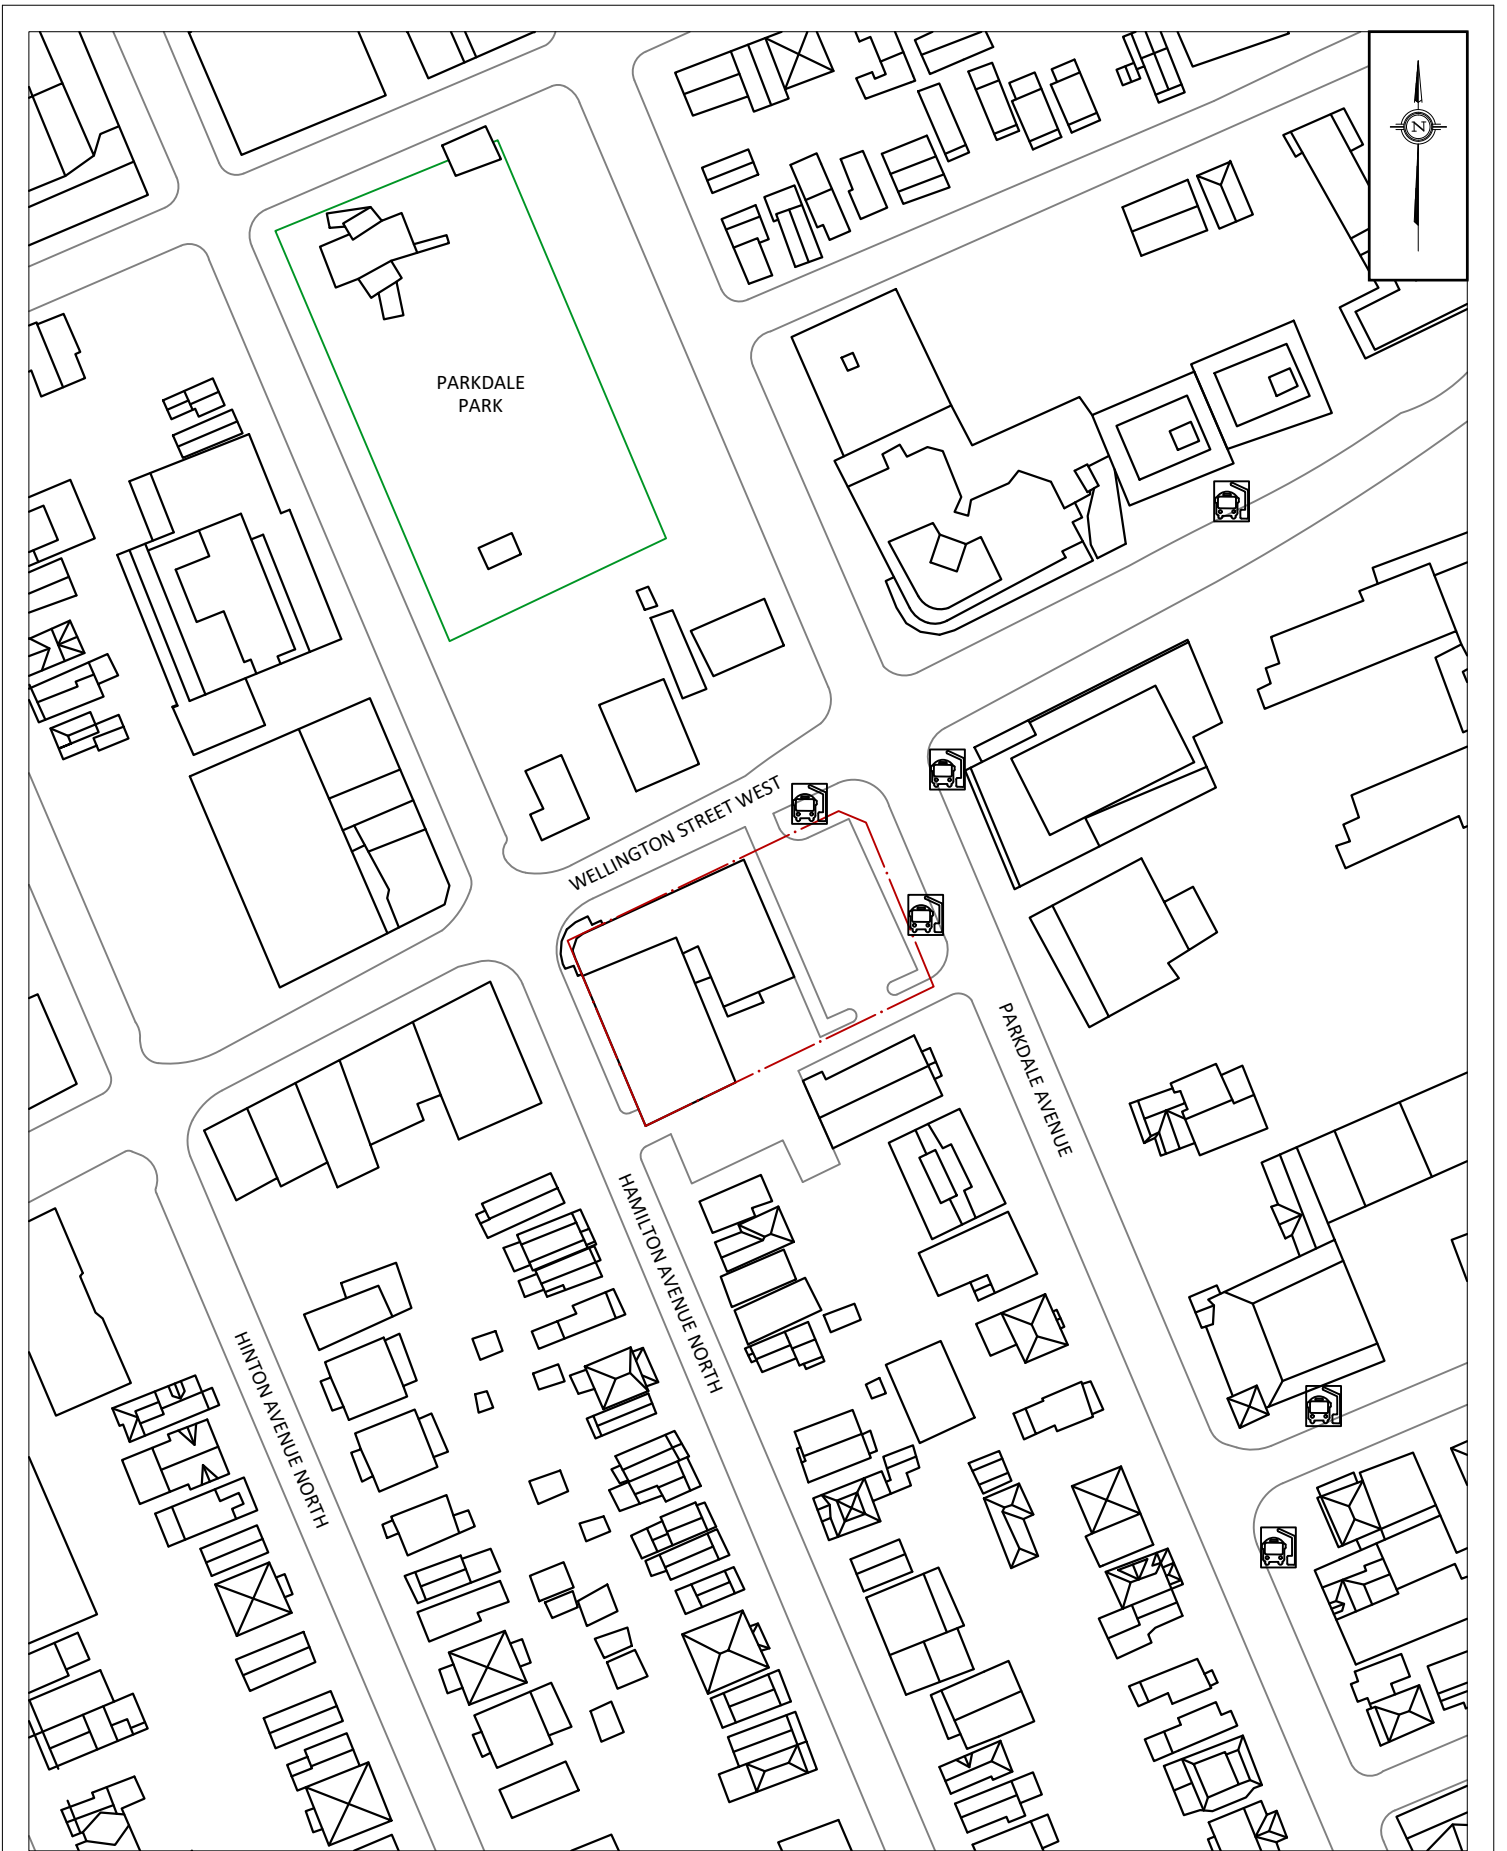 N
PARKDALE
PARK
WELLINGTON STREET WEST
PARKDALE AVENUE
HAMILTON AVENUE NORTH
HINTON AVENUE NORTH